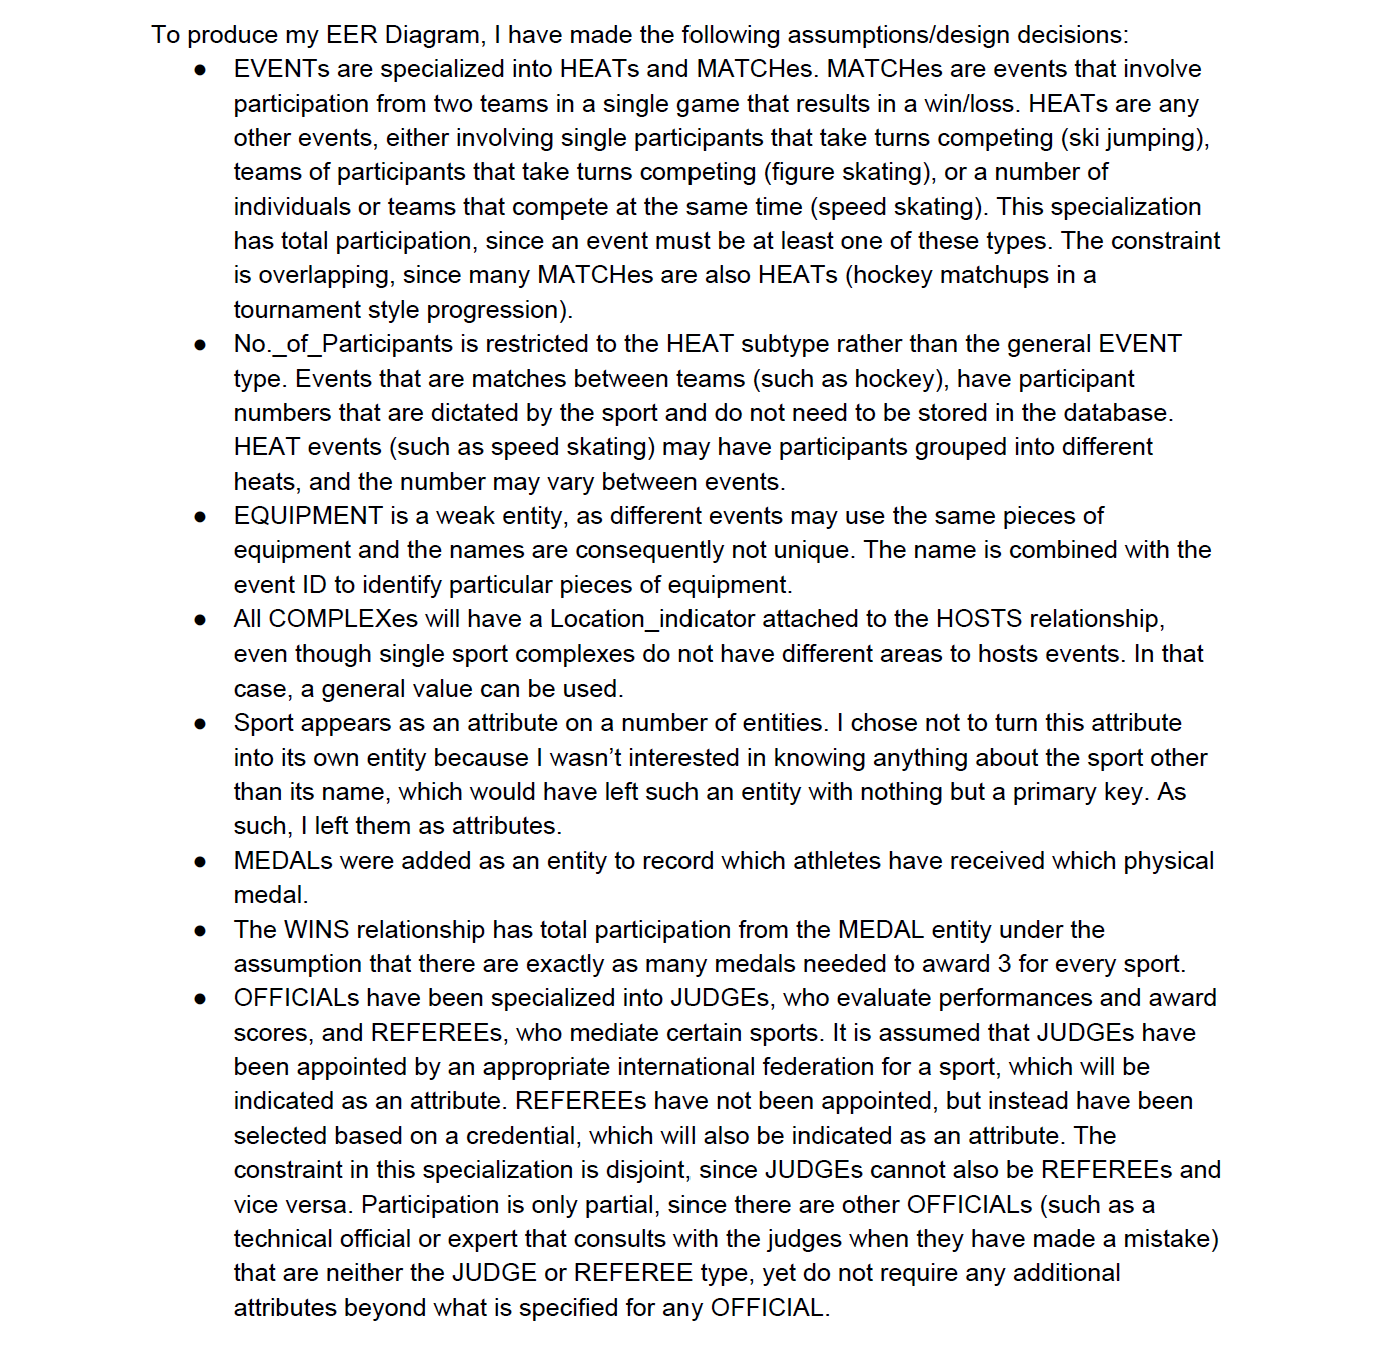 To produce my EER Diagram, I have made the following assumptions/design decisions:
● EVENTs are specialized into HEATs and MATCHes. MATCHes are events that involve
participation from two teams in a single game that results in a win/loss. HEATs are any
other events, either involving single participants that take turns competing (ski jumping),
teams of participants that take turns competing (figure skating), or a number of
individuals or teams that compete at the same time (speed skating). This specialization
has total participation, since an event must be at least one of these types. The constraint
is overlapping, since many MATCHes are also HEATs (hockey matchups in a
tournament style progression).
● No._of_Participants is restricted to the HEAT subtype rather than the general EVENT
type. Events that are matches between teams (such as hockey), have participant
numbers that are dictated by the sport and do not need to be stored in the database.
HEAT events (such as speed skating) may have participants grouped into different
heats, and the number may vary between events.
● EQUIPMENT is a weak entity, as different events may use the same pieces of
equipment and the names are consequently not unique. The name is combined with the
event ID to identify particular pieces of equipment.
● All COMPLEXes will have a Location_indicator attached to the HOSTS relationship,
even though single sport complexes do not have different areas to hosts events. In that
case, a general value can be used.
● Sport appears as an attribute on a number of entities. I chose not to turn this attribute
into its own entity because I wasn’t interested in knowing anything about the sport other
than its name, which would have left such an entity with nothing but a primary key. As
such, I left them as attributes.
● MEDALs were added as an entity to record which athletes have received which physical
medal.
● The WINS relationship has total participation from the MEDAL entity under the
assumption that there are exactly as many medals needed to award 3 for every sport.
● OFFICIALs have been specialized into JUDGEs, who evaluate performances and award
scores, and REFEREEs, who mediate certain sports. It is assumed that JUDGEs have
been appointed by an appropriate international federation for a sport, which will be
indicated as an attribute. REFEREEs have not been appointed, but instead have been
selected based on a credential, which will also be indicated as an attribute. The
constraint in this specialization is disjoint, since JUDGEs cannot also be REFEREEs and
vice versa. Participation is only partial, since there are other OFFICIALs (such as a
technical official or expert that consults with the judges when they have made a mistake)
that are neither the JUDGE or REFEREE type, yet do not require any additional
attributes beyond what is specified for any OFFICIAL.